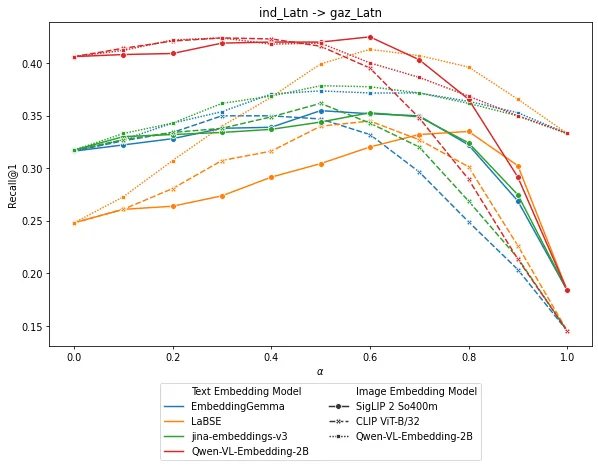 ind_Latn -> gaz_Latn
Recall@1
0.40
0.35
0.30
0.25
0.20
0.15
0.0 0.2 0.4 0.6 0.8 1.0
α
Text Embedding Model Image Embedding Model
EmbeddingGemma SigLIP 2 So400m
LaBSE CLIP ViT-B/32
jina-embeddings-v3 Qwen-VL-Embedding-2B
Qwen-VL-Embedding-2B